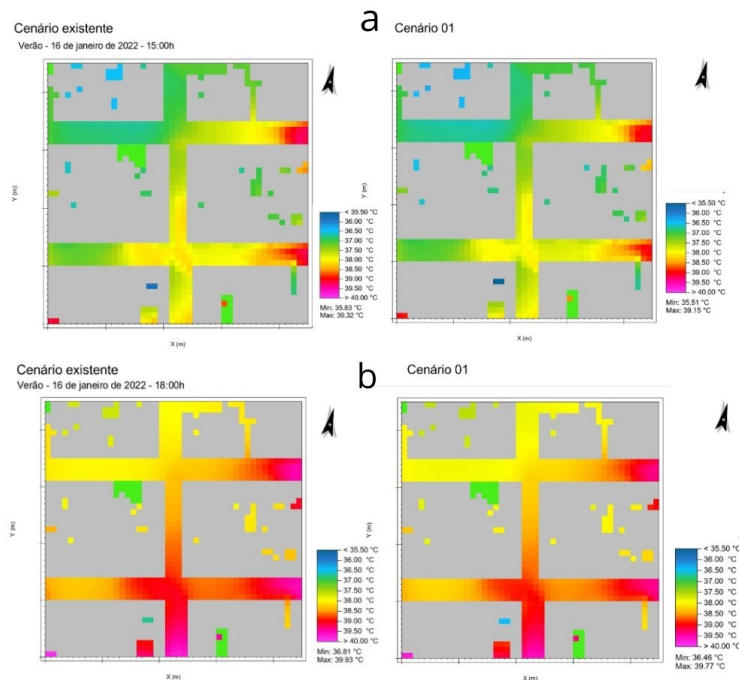 a
Cenário existente
Verão - 16 de janeiro de 2022 - 15:00h
Cenário 01
Y (m)
X (m)
< 35.50 °C
36.00 °C
36.50 °C
37.00 °C
37.50 °C
38.00 °C
38.50 °C
39.00 °C
39.50 °C
> 40.00 °C
Min: 35.83 °C
Max: 39.32 °C
Y (m)
X (m)
< 35.50 °C
36.00 °C
36.50 °C
37.00 °C
37.50 °C
38.00 °C
38.50 °C
39.00 °C
39.50 °C
> 40.00 °C
Min: 35.51 °C
Max: 39.15 °C
b
Cenário existente
Verão - 16 de janeiro de 2022 - 18:00h
Cenário 01
Y (m)
X (m)
< 35.50 °C
36.00 °C
36.50 °C
37.00 °C
37.50 °C
38.00 °C
38.50 °C
39.00 °C
39.50 °C
> 40.00 °C
Min: 36.81 °C
Max: 39.93 °C
Y (m)
X (m)
< 35.50 °C
36.00 °C
36.50 °C
37.00 °C
37.50 °C
38.00 °C
38.50 °C
39.00 °C
39.50 °C
> 40.00 °C
Min: 36.46 °C
Max: 39.77 °C